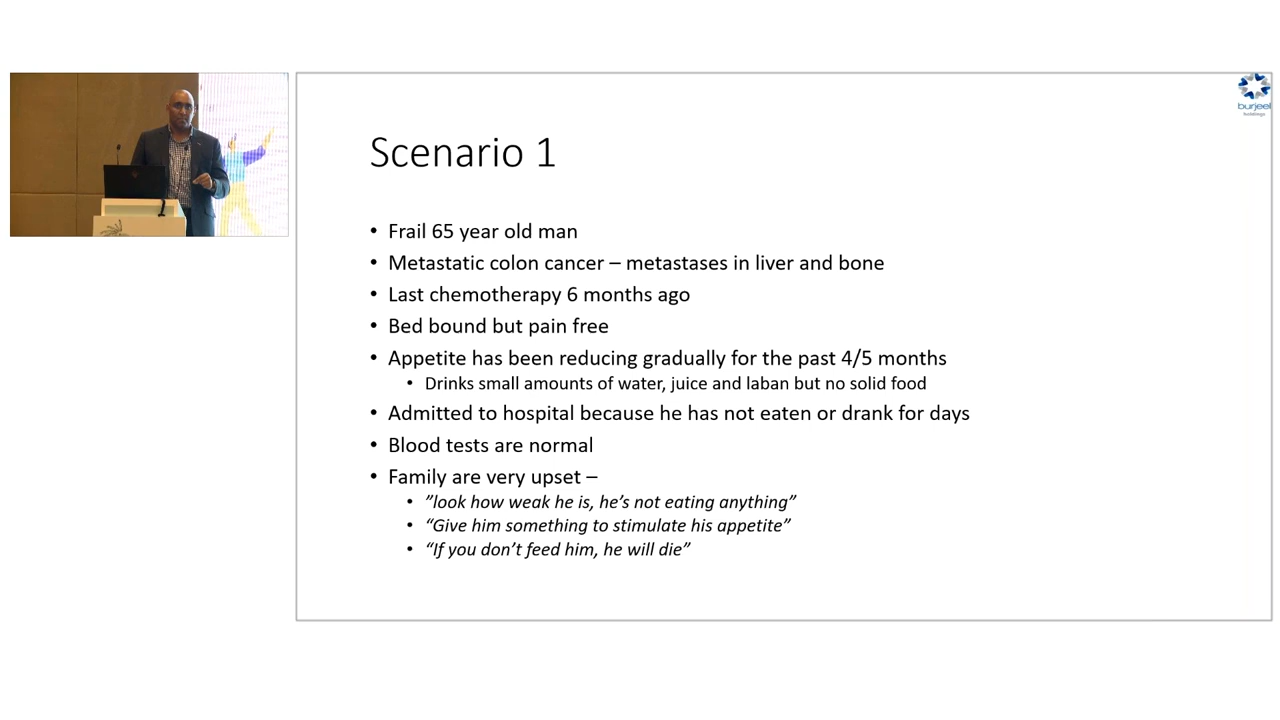 burjeel
holdings
Scenario 1
• Frail 65 year old man
• Metastatic colon cancer – metastases in liver and bone
• Last chemotherapy 6 months ago
• Bed bound but pain free
• Appetite has been reducing gradually for the past 4/5 months
• Drinks small amounts of water, juice and laban but no solid food
• Admitted to hospital because he has not eaten or drank for days
• Blood tests are normal
• Family are very upset –
• ”look how weak he is, he’s not eating anything”
• “Give him something to stimulate his appetite”
• “If you don’t feed him, he will die”